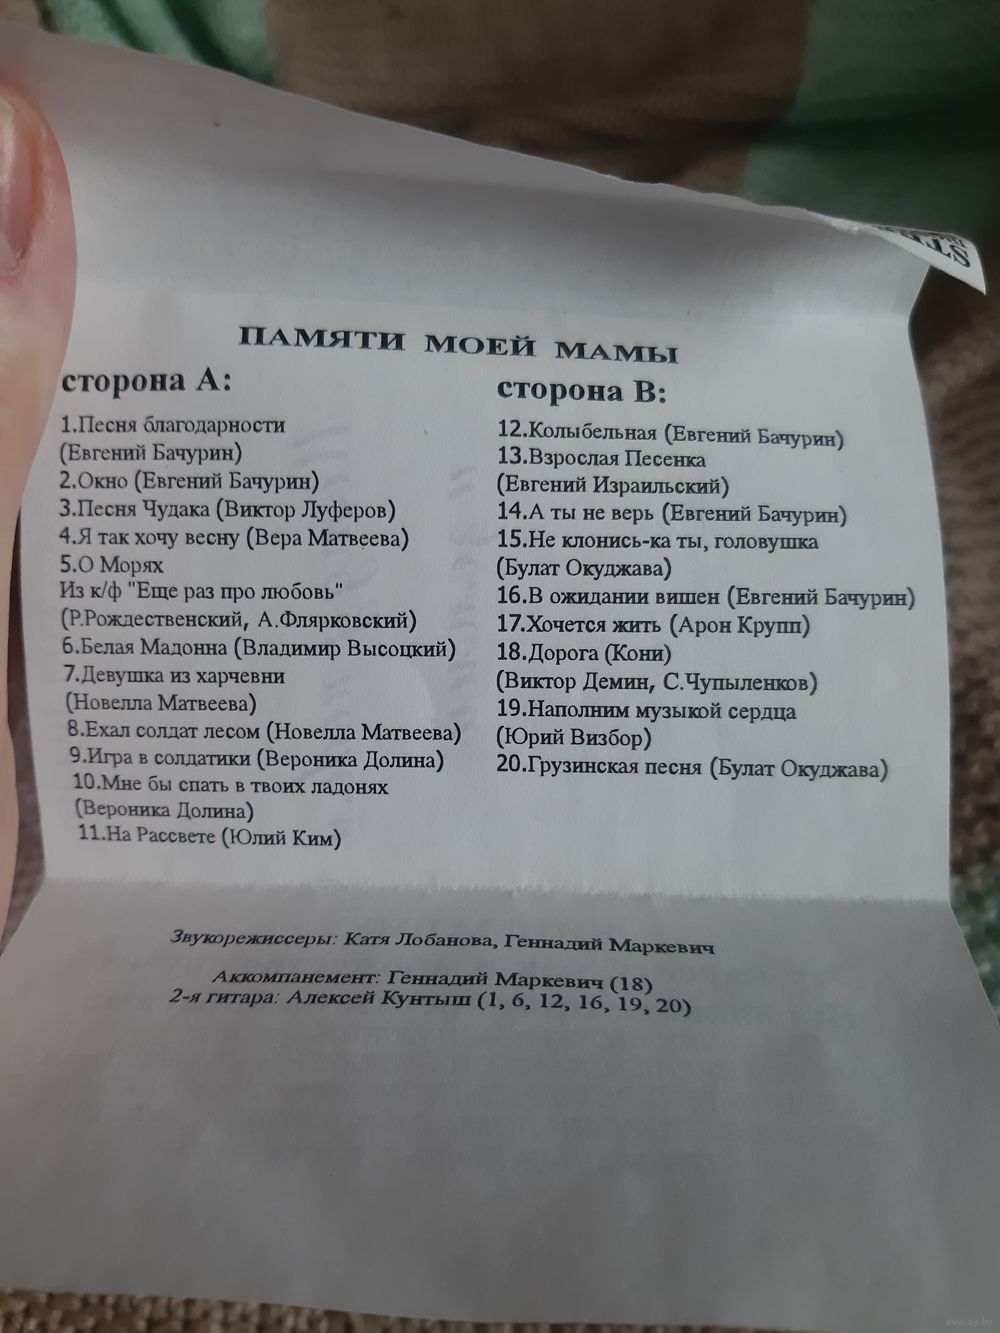 ПАМЯТИ МОЕЙ МАМЫ
сторона А:
1.Песня благодарности
(Евгений Бачурин)
2.Окно (Евгений Бачурин)
3.Песня Чудака (Виктор Луферов)
4.Я так хочу весну (Вера Матвеева)
5.О Морях
Из к/ф "Еще раз про любовь"
(Р.Рождественский, А.Флярковский)
6.Белая Мадонна (Владимир Высоцкий)
7.Девушка из харчевни
(Новелла Матвеева)
8.Ехал солдат лесом (Новелла Матвеева)
9.Игра в солдатики (Вероника Долина)
10.Мне бы спать в твоих ладонях
(Вероника Долина)
11.На Рассвете (Юлий Ким)
сторона В:
12.Колыбельная (Евгений Бачурин)
13.Взрослая Песенка
(Евгений Израильский)
14.А ты не верь (Евгений Бачурин)
15.Не клонись-ка ты, головушка
(Булат Окуджава)
16.В ожидании вишен (Евгений Бачурин)
17.Хочется жить (Арон Крупп)
18.Дорога (Кони)
(Виктор Демин, С.Чупыленков)
19.Наполним музыкой сердца
(Юрий Визбор)
20.Грузинская песня (Булат Окуджава)
Звукорежиссеры: Катя Лобанова, Геннадий Маркевич
Аккомпанемент: Геннадий Маркевич (18)
2-я гитара: Алексей Кунтыш (1, 6, 12, 16, 19, 20)
www.ay.by